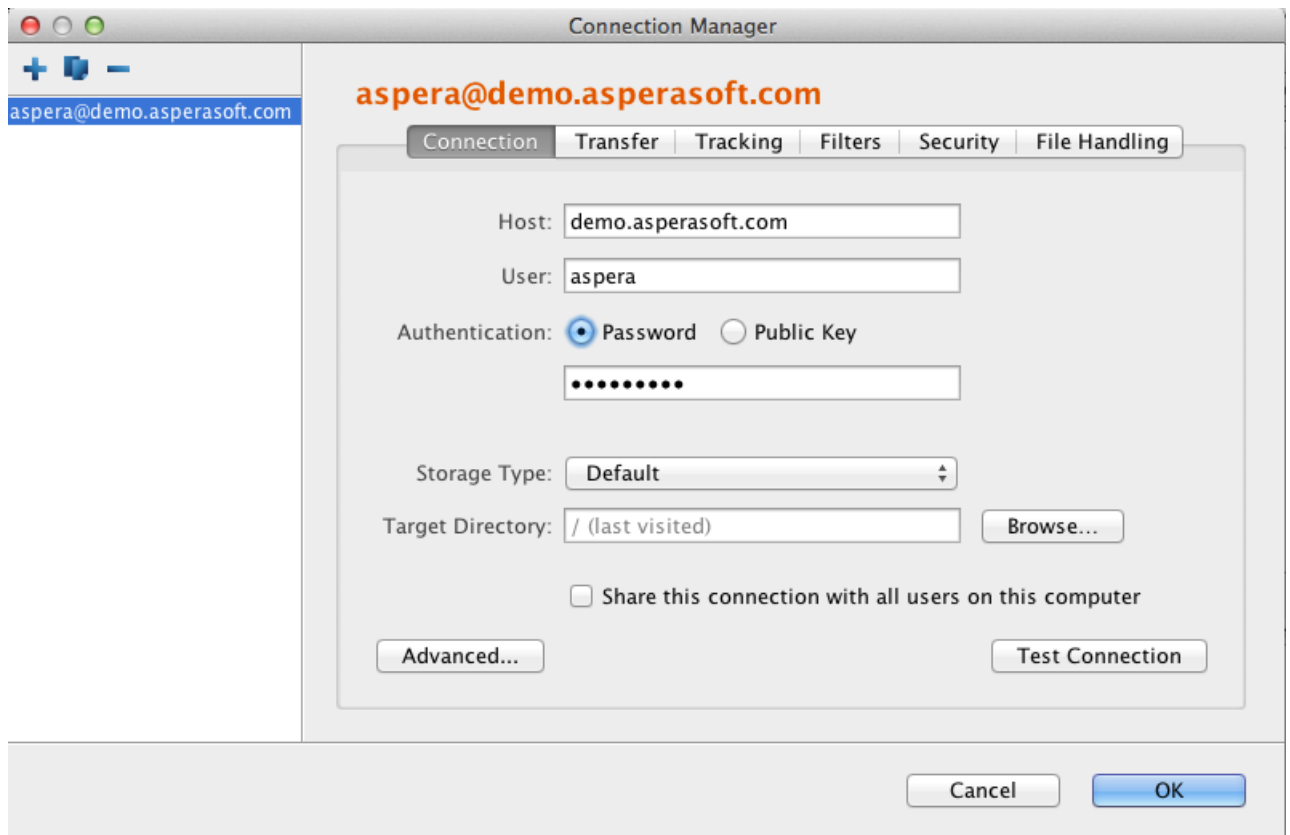 Connection Manager
aspera@demo.asperasoft.com
aspera@demo.asperasoft.com
Connection Transfer Tracking Filters Security File Handling
Host: demo.asperasoft.com
User: aspera
Authentication: Password Public Key
•••••••••
Storage Type: Default
Target Directory: / (last visited) Browse...
Share this connection with all users on this computer
Advanced... Test Connection
Cancel OK